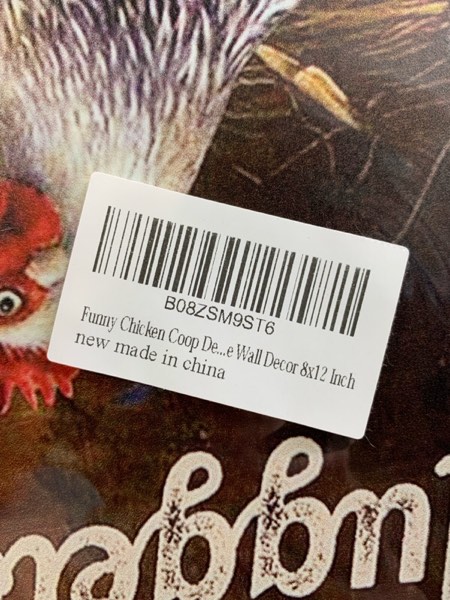 B08ZSM9ST6
Funny Chicken Coop De...e Wall Decor 8x12 Inch
new made in china